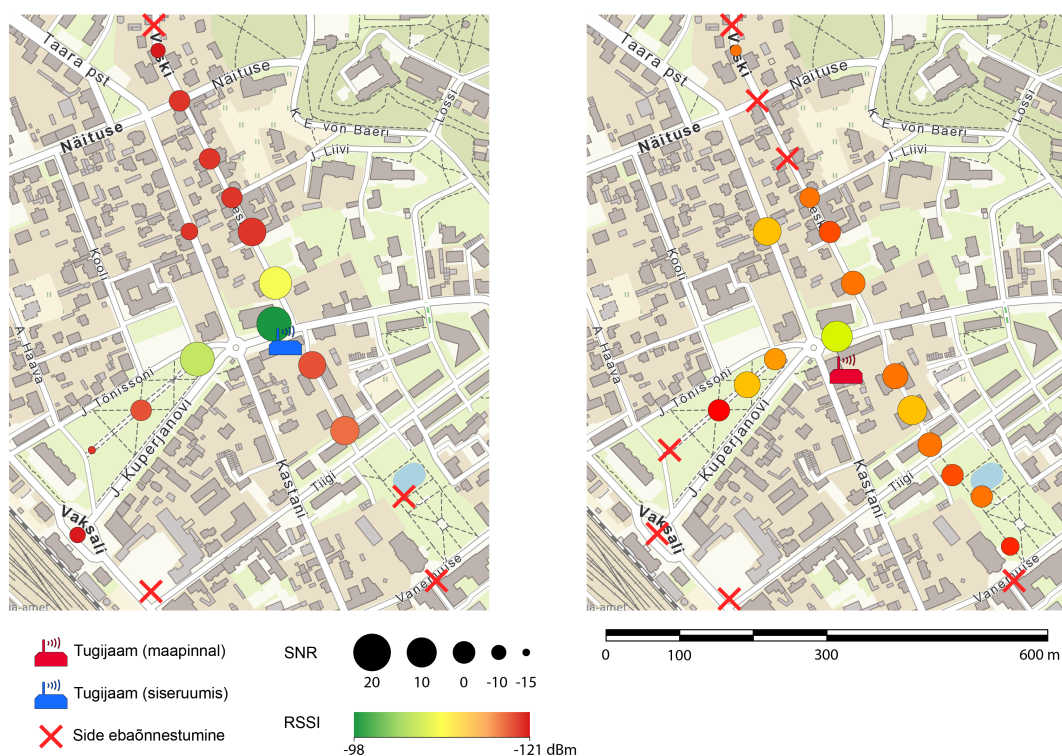 Veski
Näituse
Taara pst
Lossi
K. E. von Baeri
Näituse
J. Liivi
Kooli
A. Haava
J. Tõnissoni
J. Kuperjanovi
Kastani
Tiigi
Vaksali
Vanemuise
Veski
Näituse
Taara pst
Lossi
K. E. von Baeri
Näituse
J. Liivi
Kooli
A. Haava
J. Tõnissoni
J. Kuperjanovi
Kastani
Tiigi
Vaksali
Vanemuise
Tugijaam (maapinnal)
Tugijaam (siseruumis)
Side ebaõnnestumine
SNR
20 10 0 -10 -15
RSSI
-98 -121 dBm
0 100 300 600 m